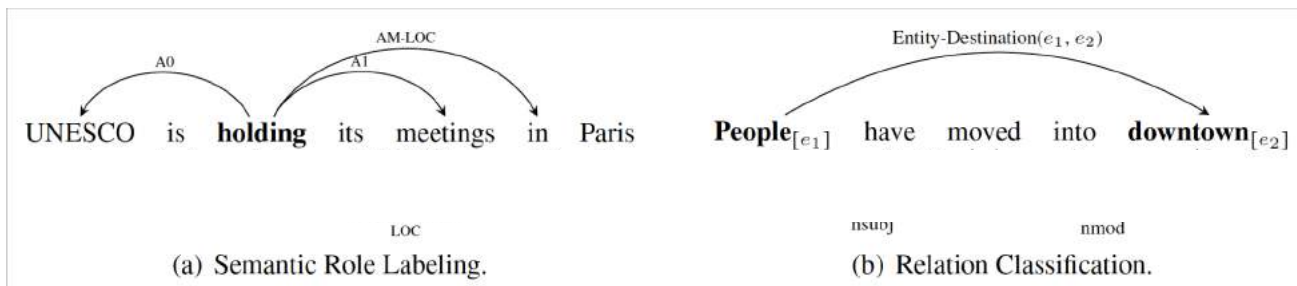 AM-LOC
A0 A1
UNESCO is holding its meetings in Paris
LOC
(a) Semantic Role Labeling.
Entity-Destination(e₁, e₂)
People[e₁] have moved into downtown[e₂]
nsubj nmod
(b) Relation Classification.